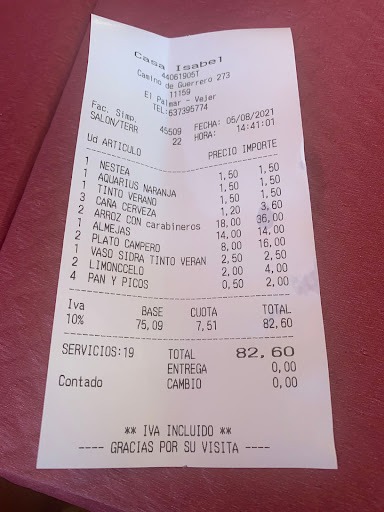 Casa Isabel
44061905T
Camino de Guerrero 273
11159
El Palmar - Vejer
TEL:637395774
Fac. Simp. 45509 FECHA: 05/08/2021
SALON/TERR 22 HORA: 14:41:01
Ud ARTICULO PRECIO IMPORTE
1 NESTEA 1,50 1,50
1 AQUARIUS NARANJA 1,50 1,50
1 TINTO VERANO 1,50 1,50
3 CAÑA CERVEZA 1,20 3,60
2 ARROZ CON carabineros 18,00 36,00
1 ALMEJAS 14,00 14,00
2 PLATO CAMPERO 8,00 16,00
1 VASO SIDRA TINTO VERAN 2,50 2,50
2 LIMONCCELO 2,00 4,00
4 PAN Y PICOS 0,50 2,00
Iva BASE CUOTA TOTAL
10% 75,09 7,51 82,60
SERVICIOS:19 TOTAL 82,60
ENTREGA 0,00
Contado CAMBIO 0,00
** IVA INCLUIDO **
---- GRACIAS POR SU VISITA ----